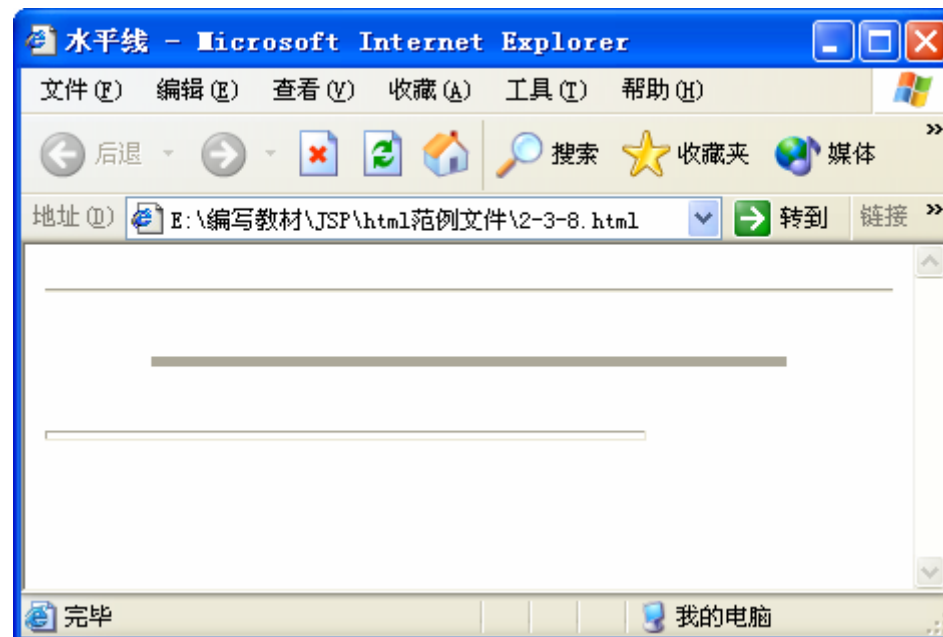 水平线 - Microsoft Internet Explorer
文件(F) 编辑(E) 查看(V) 收藏(A) 工具(T) 帮助(H)
后退 搜索 收藏夹 媒体 »
地址(D) E:\编写教材\JSP\html范例文件\2-3-8.html 转到 链接 »
完毕 我的电脑